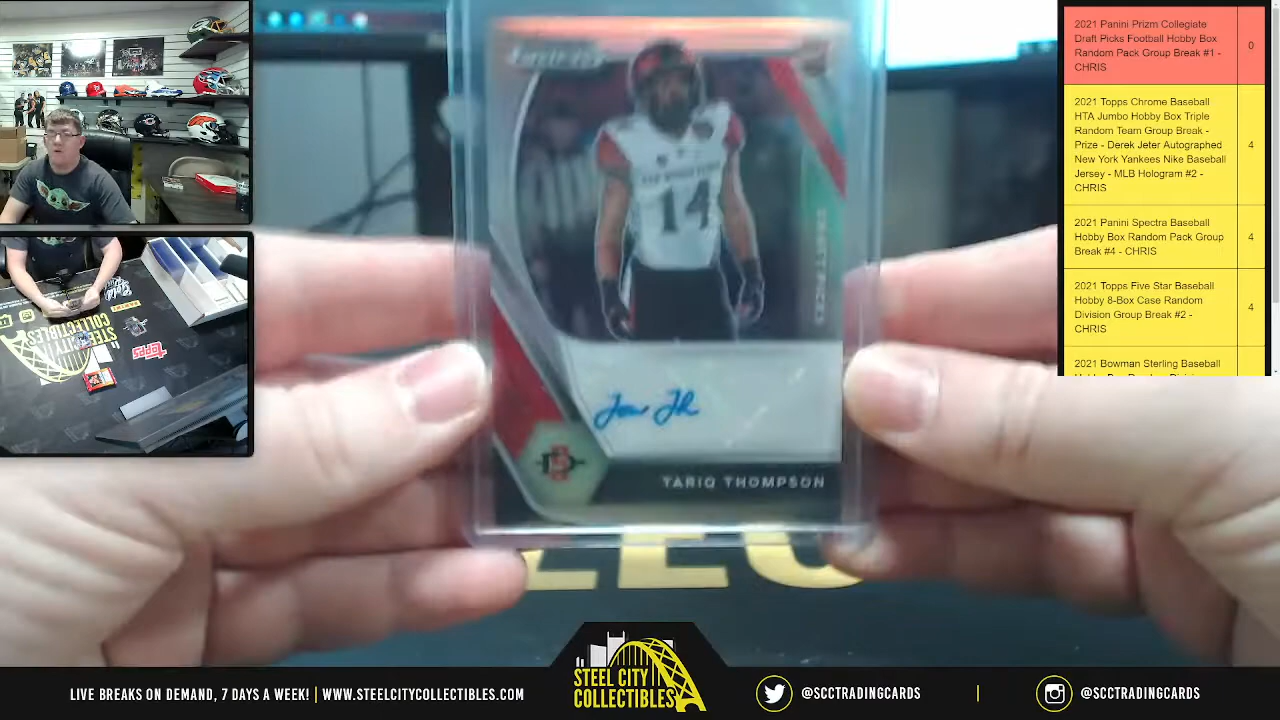 2021 Panini Prizm Collegiate
Draft Picks Football Hobby Box
Random Pack Group Break #1 -
CHRIS
0
2021 Topps Chrome Baseball
HTA Jumbo Hobby Box Triple
Random Team Group Break -
Prize - Derek Jeter Autographed
New York Yankees Nike Baseball
Jersey - MLB Hologram #2 -
CHRIS
4
2021 Panini Spectra Baseball
Hobby Box Random Pack Group
Break #4 - CHRIS
4
2021 Topps Five Star Baseball
Hobby 8-Box Case Random
Division Group Break #2 -
CHRIS
4
2021 Bowman Sterling Baseball
14
TARIQ THOMPSON
STEEL CITY
COLLECTIBLES
Topps
STEEL CITY
COLLECTIBLES
LIVE BREAKS ON DEMAND, 7 DAYS A WEEK! | WWW.STEELCITYCOLLECTIBLES.COM
@SCCTRADINGCARDS | @SCCTRADINGCARDS